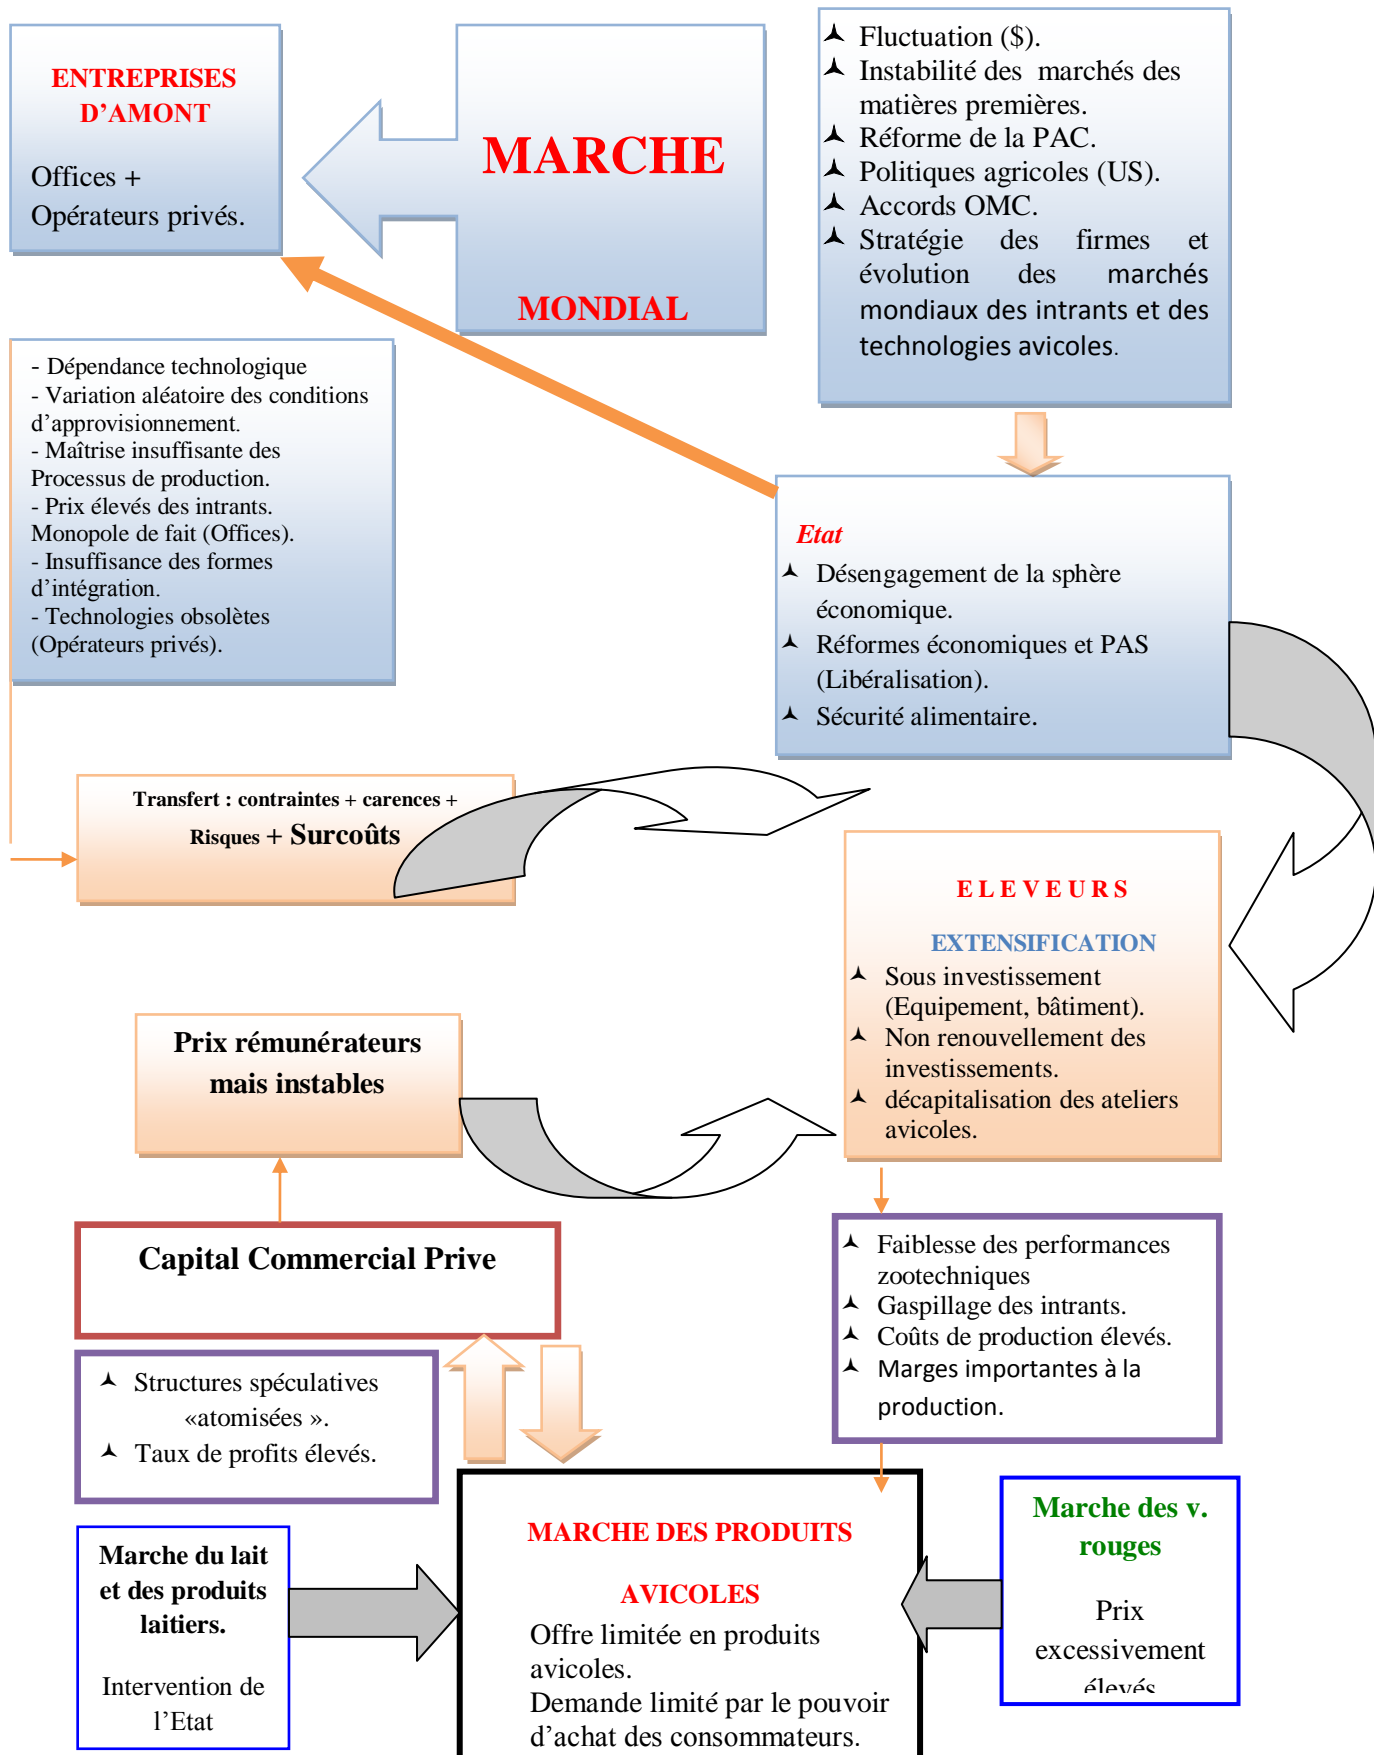 ENTREPRISES
D’AMONT
Offices +
Opérateurs privés.
MARCHE
MONDIAL
Fluctuation ($).
Instabilité des marchés des
matières premières.
Réforme de la PAC.
Politiques agricoles (US).
Accords OMC.
Stratégie des firmes et
évolution des marchés
mondiaux des intrants et des
technologies avicoles.
- Dépendance technologique
- Variation aléatoire des conditions
d’approvisionnement.
- Maîtrise insuffisante des
Processus de production.
- Prix élevés des intrants.
Monopole de fait (Offices).
- Insuffisance des formes
d’intégration.
- Technologies obsolètes
(Opérateurs privés).
Etat
Désengagement de la sphère
économique.
Réformes économiques et PAS
(Libéralisation).
Sécurité alimentaire.
Transfert : contraintes + carences +
Risques + Surcoûts
E L E V E U R S
EXTENSIFICATION
Sous investissement
(Equipement, bâtiment).
Non renouvellement des
investissements.
décapitalisation des ateliers
avicoles.
Prix rémunérateurs
mais instables
Capital Commercial Prive
Faiblesse des performances
zootechniques
Gaspillage des intrants.
Coûts de production élevés.
Marges importantes à la
production.
Structures spéculatives
«atomisées ».
Taux de profits élevés.
Marche du lait
et des produits
laitiers.
Intervention de
l’Etat
MARCHE DES PRODUITS
AVICOLES
Offre limitée en produits
avicoles.
Demande limité par le pouvoir
d’achat des consommateurs.
Marche des v.
rouges
Prix
excessivement
élevés